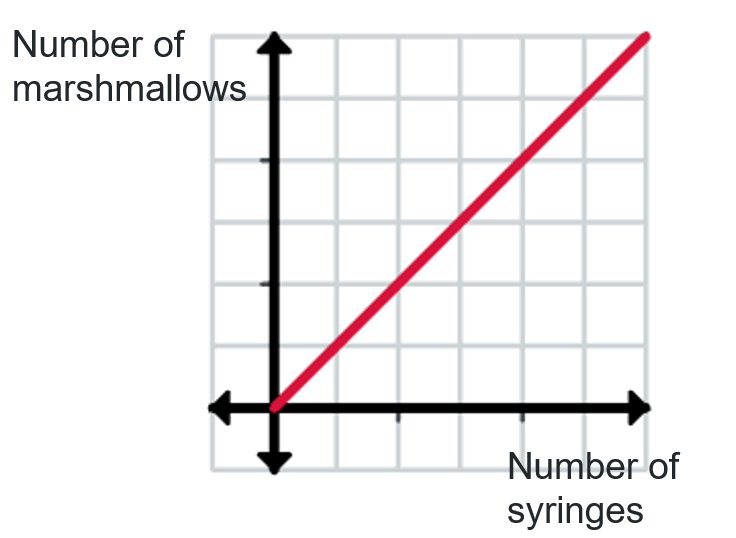 Number of
marshmallows
Number of
syringes